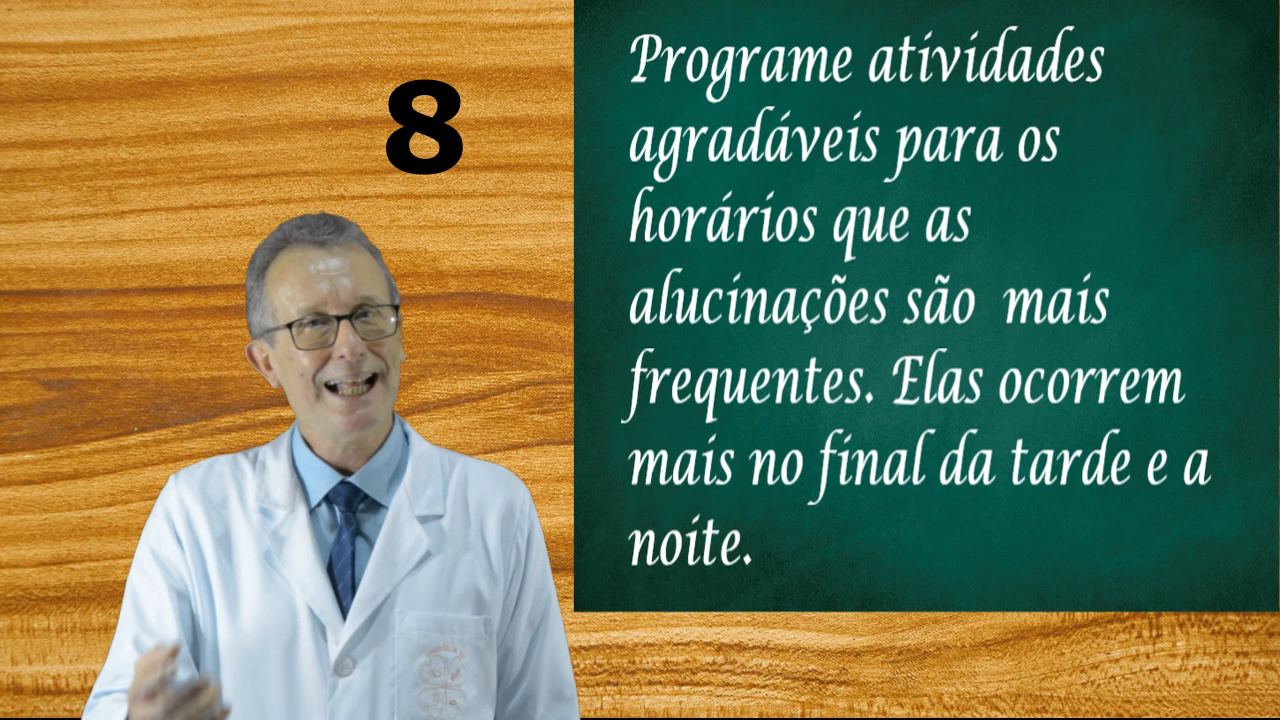 8
Programe atividades
agradáveis para os
horários que as
alucinações são mais
frequentes. Elas ocorrem
mais no final da tarde e a
noite.